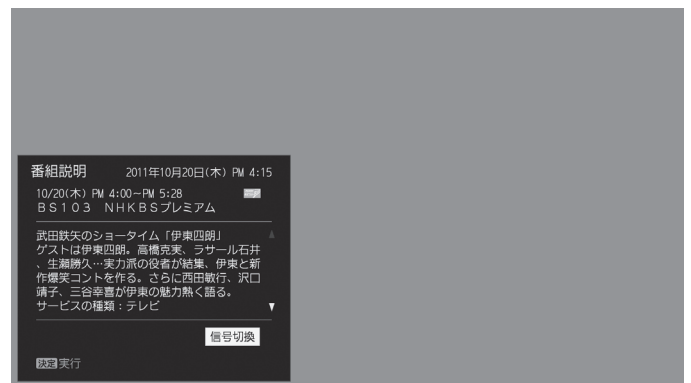 番組説明 2011年10月20日(木) PM 4:15
10/20(木) PM 4:00~PM 5:28
BS103 NHKBSプレミアム
武田鉄矢のショータイム「伊東四朗」
ゲストは伊東四朗。高橋克実、ラサール石井
、生瀬勝久…実力派の役者が結集、伊東と新
作爆笑コントを作る。さらに西田敏行、沢口
靖子、三谷幸喜が伊東の魅力熱く語る。
サービスの種類：テレビ
信号切換
決定 実行